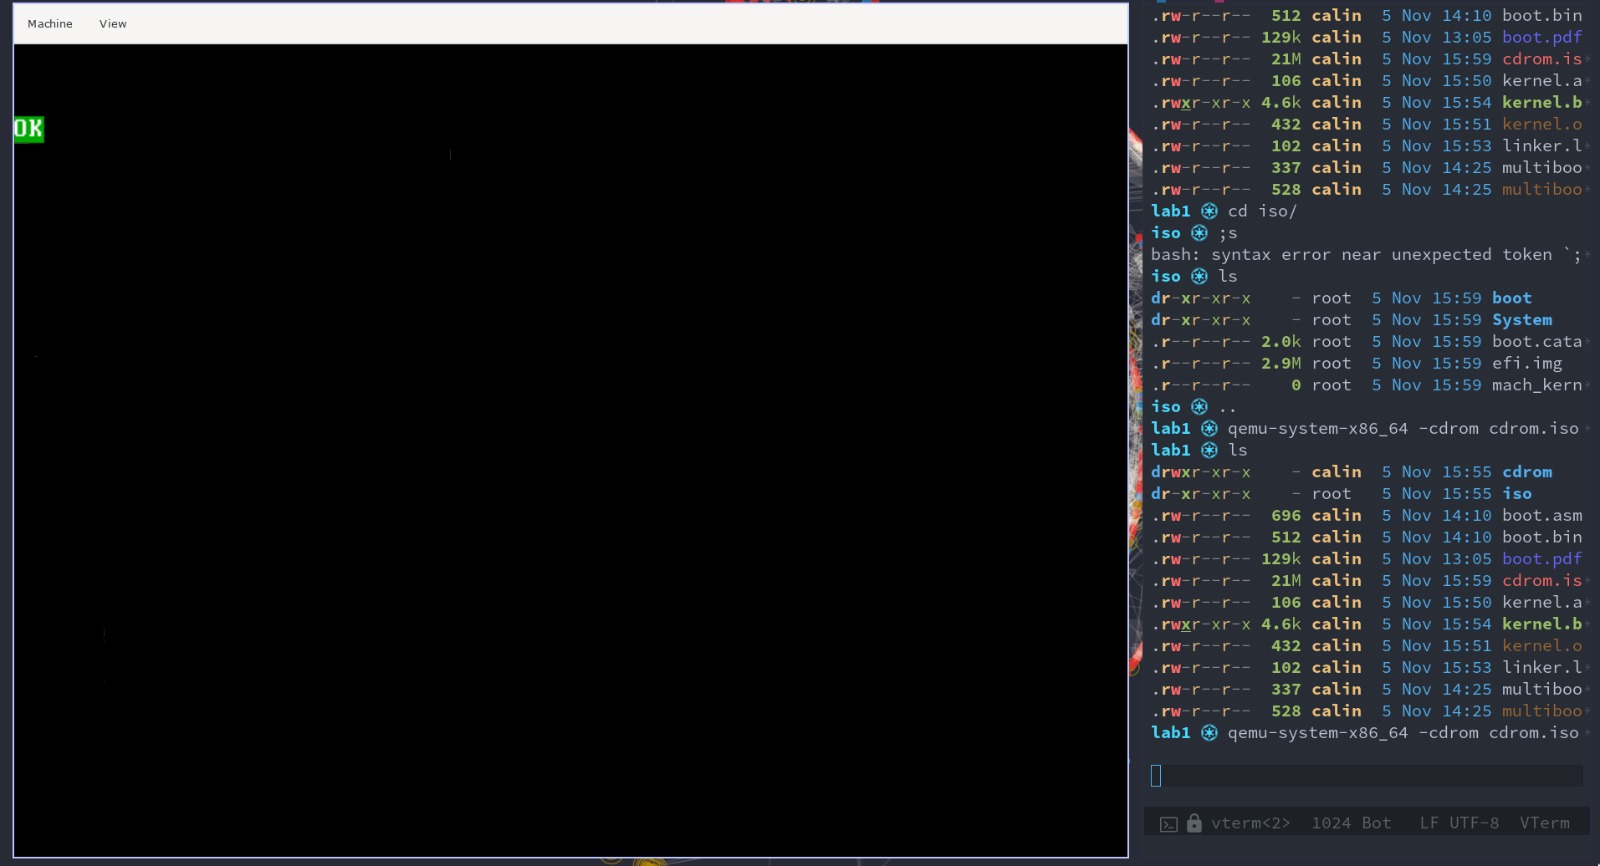 Machine View
OK
.rw-r--r-- 512 calin 5 Nov 14:10 boot.bin
.rw-r--r-- 129k calin 5 Nov 13:05 boot.pdf
.rw-r--r-- 21M calin 5 Nov 15:59 cdrom.is
.rw-r--r-- 106 calin 5 Nov 15:50 kernel.a
.rwxr-xr-x 4.6k calin 5 Nov 15:54 kernel.b
.rw-r--r-- 432 calin 5 Nov 15:51 kernel.o
.rw-r--r-- 102 calin 5 Nov 15:53 linker.l
.rw-r--r-- 337 calin 5 Nov 14:25 multiboo
.rw-r--r-- 528 calin 5 Nov 14:25 multiboo
lab1 cd iso/
iso ;s
bash: syntax error near unexpected token `;
iso ls
dr-xr-xr-x - root 5 Nov 15:59 boot
dr-xr-xr-x - root 5 Nov 15:59 System
.r--r--r-- 2.0k root 5 Nov 15:59 boot.cata
.r--r--r-- 2.9M root 5 Nov 15:59 efi.img
.r--r--r-- 0 root 5 Nov 15:59 mach_kern
iso ..
lab1 qemu-system-x86_64 -cdrom cdrom.iso
lab1 ls
drwxr-xr-x - calin 5 Nov 15:55 cdrom
dr-xr-xr-x - root 5 Nov 15:55 iso
.rw-r--r-- 696 calin 5 Nov 14:10 boot.asm
.rw-r--r-- 512 calin 5 Nov 14:10 boot.bin
.rw-r--r-- 129k calin 5 Nov 13:05 boot.pdf
.rw-r--r-- 21M calin 5 Nov 15:59 cdrom.is
.rw-r--r-- 106 calin 5 Nov 15:50 kernel.a
.rwxr-xr-x 4.6k calin 5 Nov 15:54 kernel.b
.rw-r--r-- 432 calin 5 Nov 15:51 kernel.o
.rw-r--r-- 102 calin 5 Nov 15:53 linker.l
.rw-r--r-- 337 calin 5 Nov 14:25 multiboo
.rw-r--r-- 528 calin 5 Nov 14:25 multiboo
lab1 qemu-system-x86_64 -cdrom cdrom.iso
vterm<2> 1024 Bot LF UTF-8 VTerm